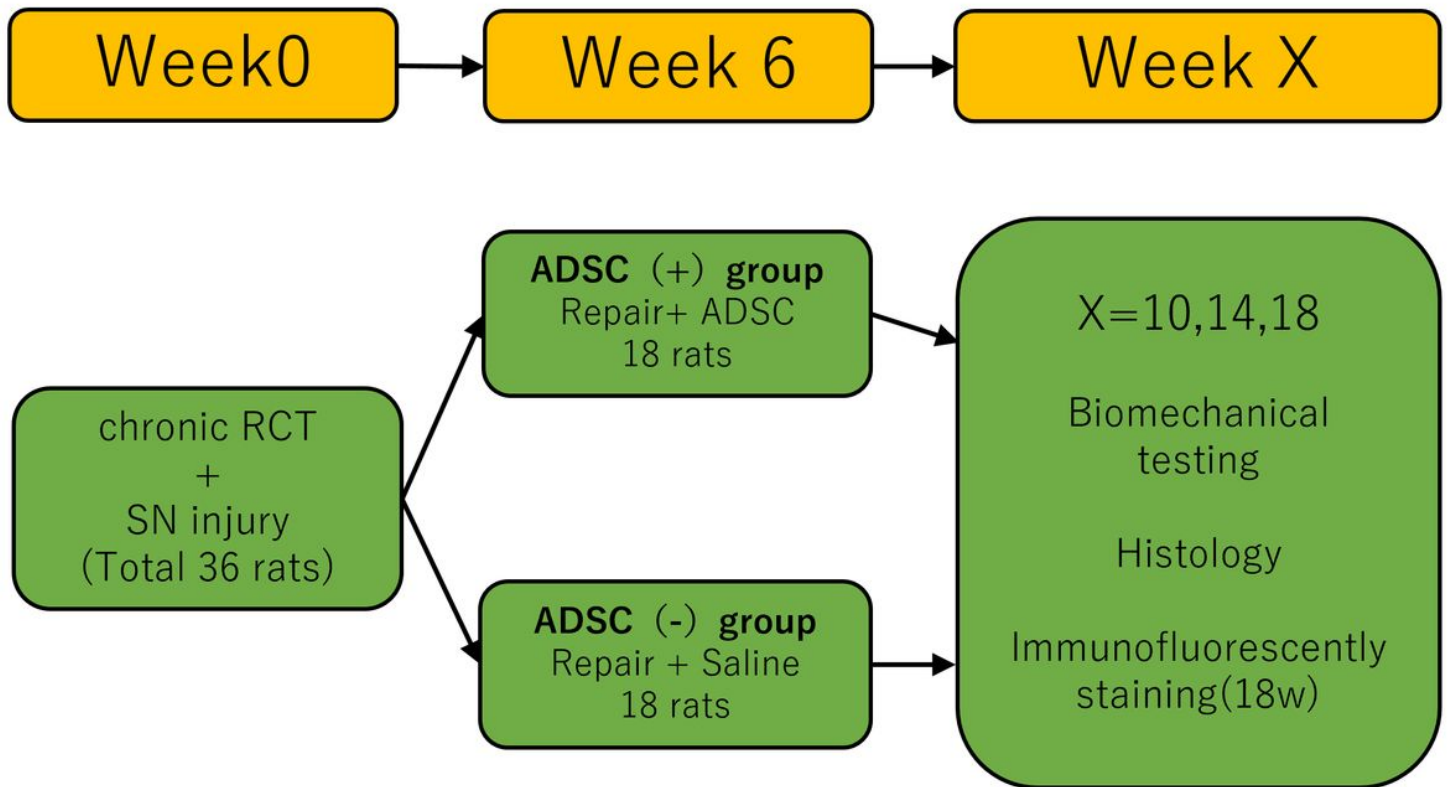 Week0
Week 6
Week X
chronic RCT
+
SN injury
(Total 36 rats)
ADSC（+）group
Repair+ ADSC
18 rats
ADSC（-）group
Repair + Saline
18 rats
X=10,14,18
Biomechanical
testing
Histology
Immunofluorescently
staining(18w)